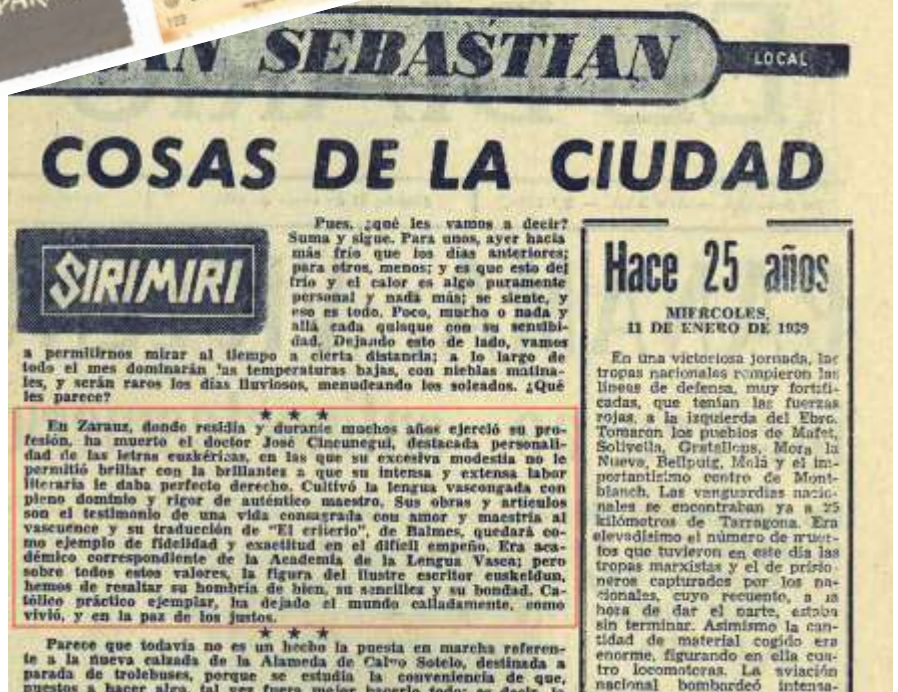 PAR
122
AN SEBASTIAN
LOCAL
COSAS DE LA CIUDAD
SIRIMIRI
Pues, ¿qué les vamos a decir?
Suma y sigue. Para unos, ayer hacía
más frío que los días anteriores;
para otros, menos; y es que esto del
frío y el calor es algo puramente
personal y nada más; se siente, y
eso es todo. Poco, mucho o nada y
allá cada quisque con su sensibi-
dad. Dejando esto de lado, vamos
a permitirnos mirar al tiempo a cierta distancia; a lo largo de
todo el mes dominarán las temperaturas bajas, con nieblas matina-
les, y serán raros los días lluviosos, menudeando los soleados. ¿Qué
les parece?
★ ★ ★
En Zarauz, donde residía y durante muchos años ejerció su pro-
fesión, ha muerto el doctor José Cincunegui, destacada personali-
dad de las letras euskéricas, en las que su excesiva modestia no le
permitió brillar con la brillantez a que su intensa y extensa labor
literaria le daba perfecto derecho. Cultivó la lengua vascongada con
pleno dominio y rigor de auténtico maestro. Sus obras y artículos
son el testimonio de una vida consagrada con amor y maestría al
vascuence y su traducción de "El criterio", de Balmes, quedará co-
mo ejemplo de fidelidad y exactitud en el difícil empeño. Era aca-
démico correspondiente de la Academia de la Lengua Vasca; pero
sobre todos estos valores, la figura del ilustre escritor euskeldun,
hemos de resaltar su hombría de bien, su sencillez y su bondad. Ca-
tólico práctico ejemplar, ha dejado el mundo calladamente, como
vivió, y en la paz de los justos.
★ ★ ★
Parece que todavía no es un hecho la puesta en marcha referen-
te a la nueva calzada de la Alameda de Calvo Sotelo, destinada a
parada de trolebuses, porque se estudia la conveniencia de que,
puestos a hacer algo, tal vez fuera mejor hacerlo todo; es decir, la
Hace 25 años
MIERCOLES,
11 DE ENERO DE 1939
En una victoriosa jornada, las
tropas nacionales rompieron las
líneas de defensa, muy fortifi-
cadas, que tenían las fuerzas
rojas, a la izquierda del Ebro.
Tomaron los pueblos de Mafet,
Solivella, Gratallops, Mora la
Nueva, Bellpuig, Molá y el im-
portantísimo centro de Mont-
blanch. Las vanguardias nacio-
nales se encontraban ya a 25
kilómetros de Tarragona. Era
elevadísimo el número de muer-
tos que tuvieron en este día las
tropas marxistas y el de prisio-
neros capturados por los na-
cionales, cuyo recuento, a la
hora de dar el parte, estaba
sin terminar. Asimismo la can-
tidad de material cogido era
enorme, figurando en ella cua-
tro locomotoras. La aviación
nacional bombardeó intensa